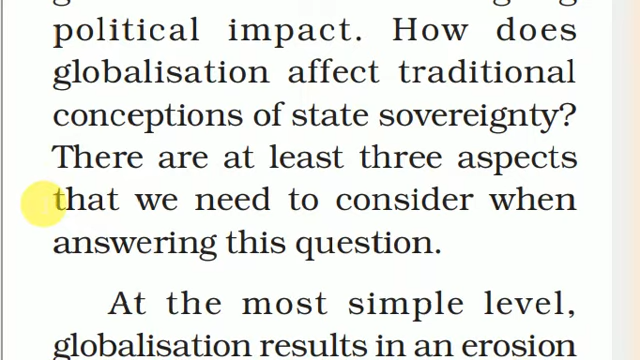 political impact. How does
globalisation affect traditional
conceptions of state sovereignty?
There are at least three aspects
that we need to consider when
answering this question.
At the most simple level,
globalisation results in an erosion